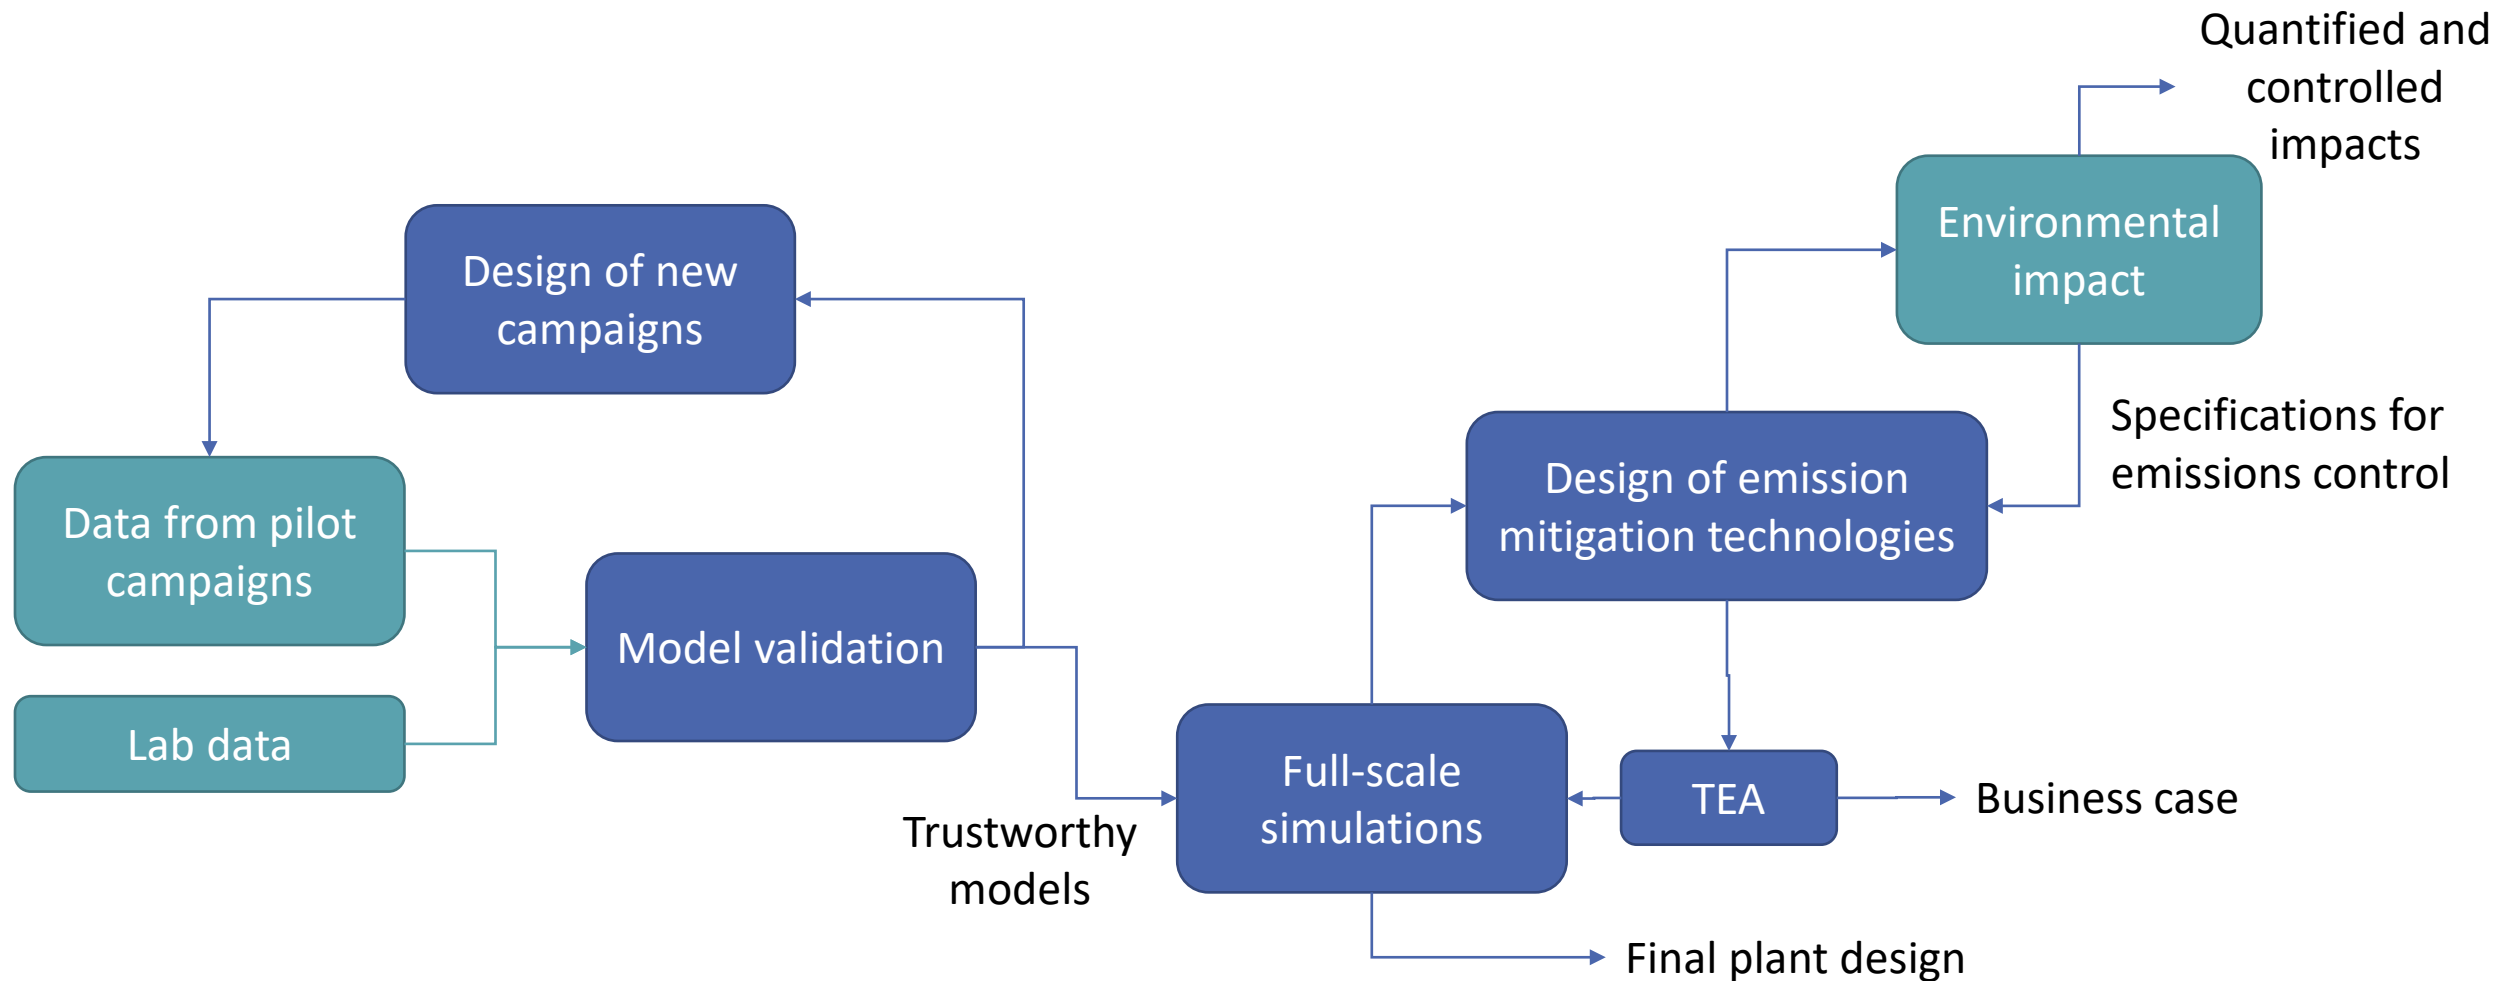 Quantified and
controlled
impacts
Environmental
impact
Design of new
campaigns
Specifications for
emissions control
Design of emission
mitigation technologies
Data from pilot
campaigns
Model validation
Lab data
Full-scale
simulations
TEA
Business case
Trustworthy
models
Final plant design